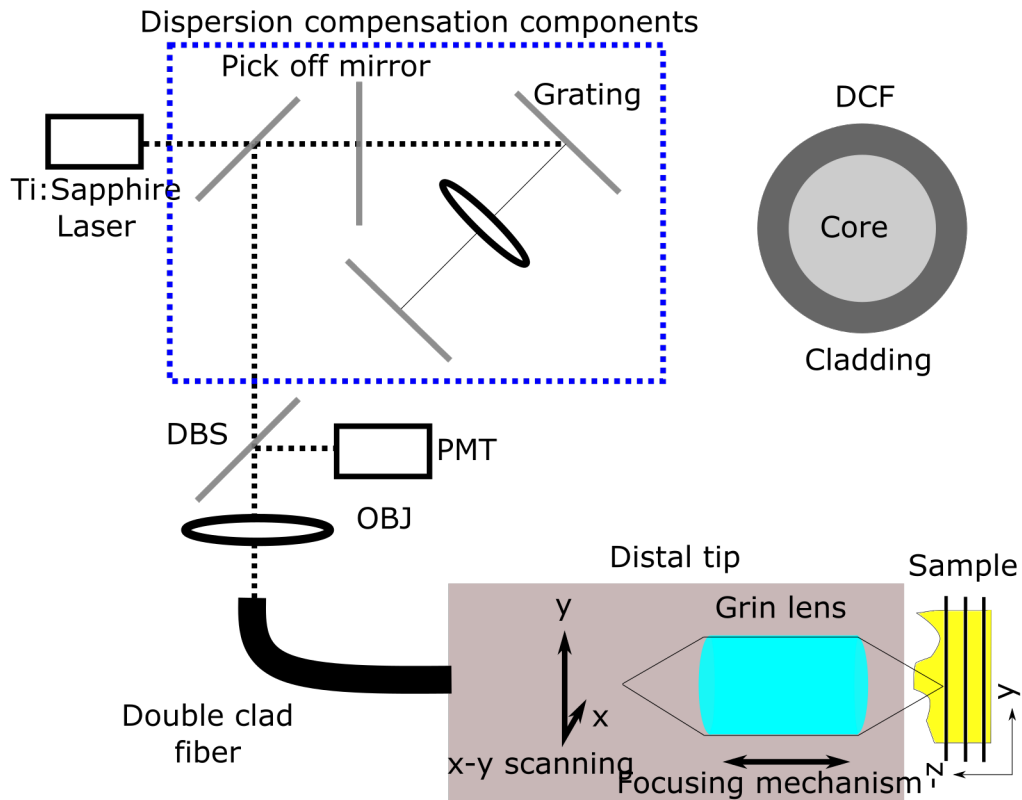 Dispersion compensation components
Pick off mirror
Grating
DCF
Ti:Sapphire
Laser
Core
Cladding
DBS
PMT
OBJ
Distal tip
Sample
y
Grin lens
x
y
Double clad
fiber
x-y scanning
Focusing mechanism
-z